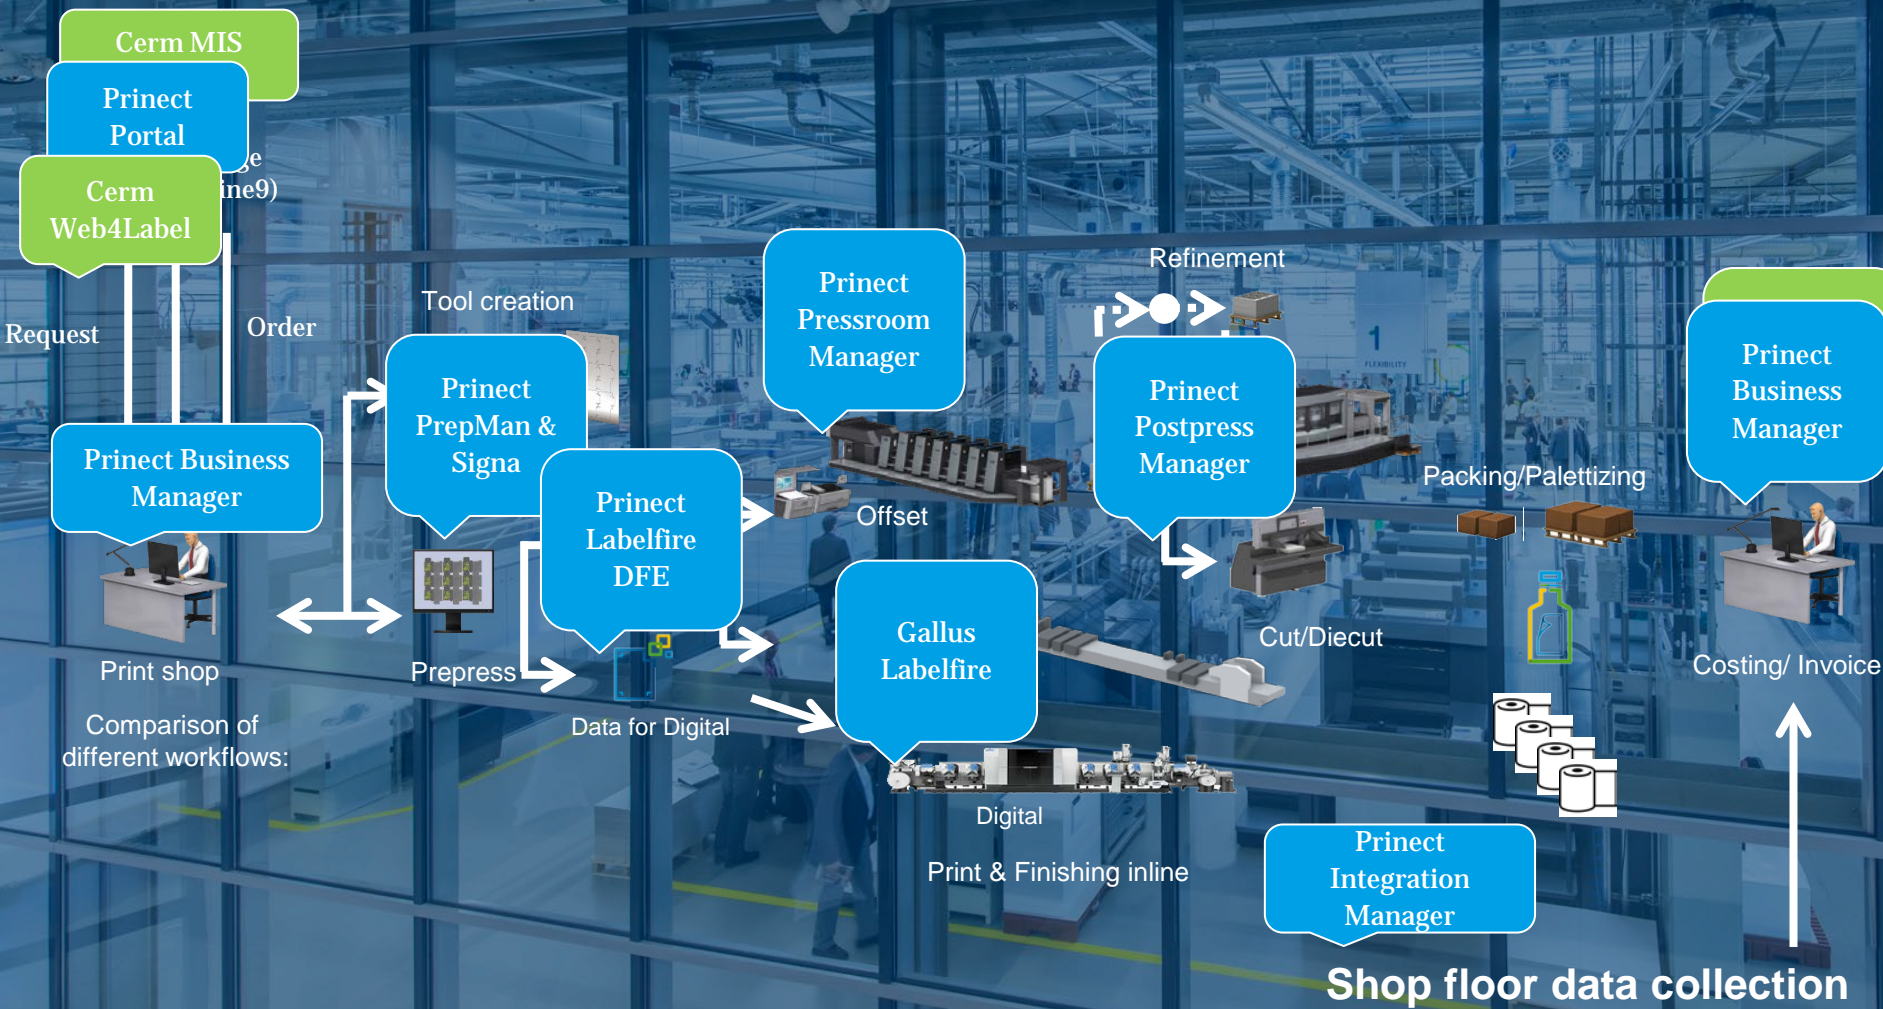 Cerm MIS
Prinect
Portal
Cerm
Web4Label
Request
Order
Prinect Business
Manager
Print shop
Comparison of
different workflows:
Tool creation
Prinect
PrepMan &
Signa
Prepress
Prinect
Labelfire
DFE
Data for Digital
Prinect
Pressroom
Manager
Offset
Gallus
Labelfire
Digital
Print & Finishing inline
Refinement
1
FLEXIBILITY
Prinect
Postpress
Manager
Cut/Diecut
Packing/Palettizing
Prinect
Business
Manager
Costing/ Invoice
Prinect
Integration
Manager
Shop floor data collection